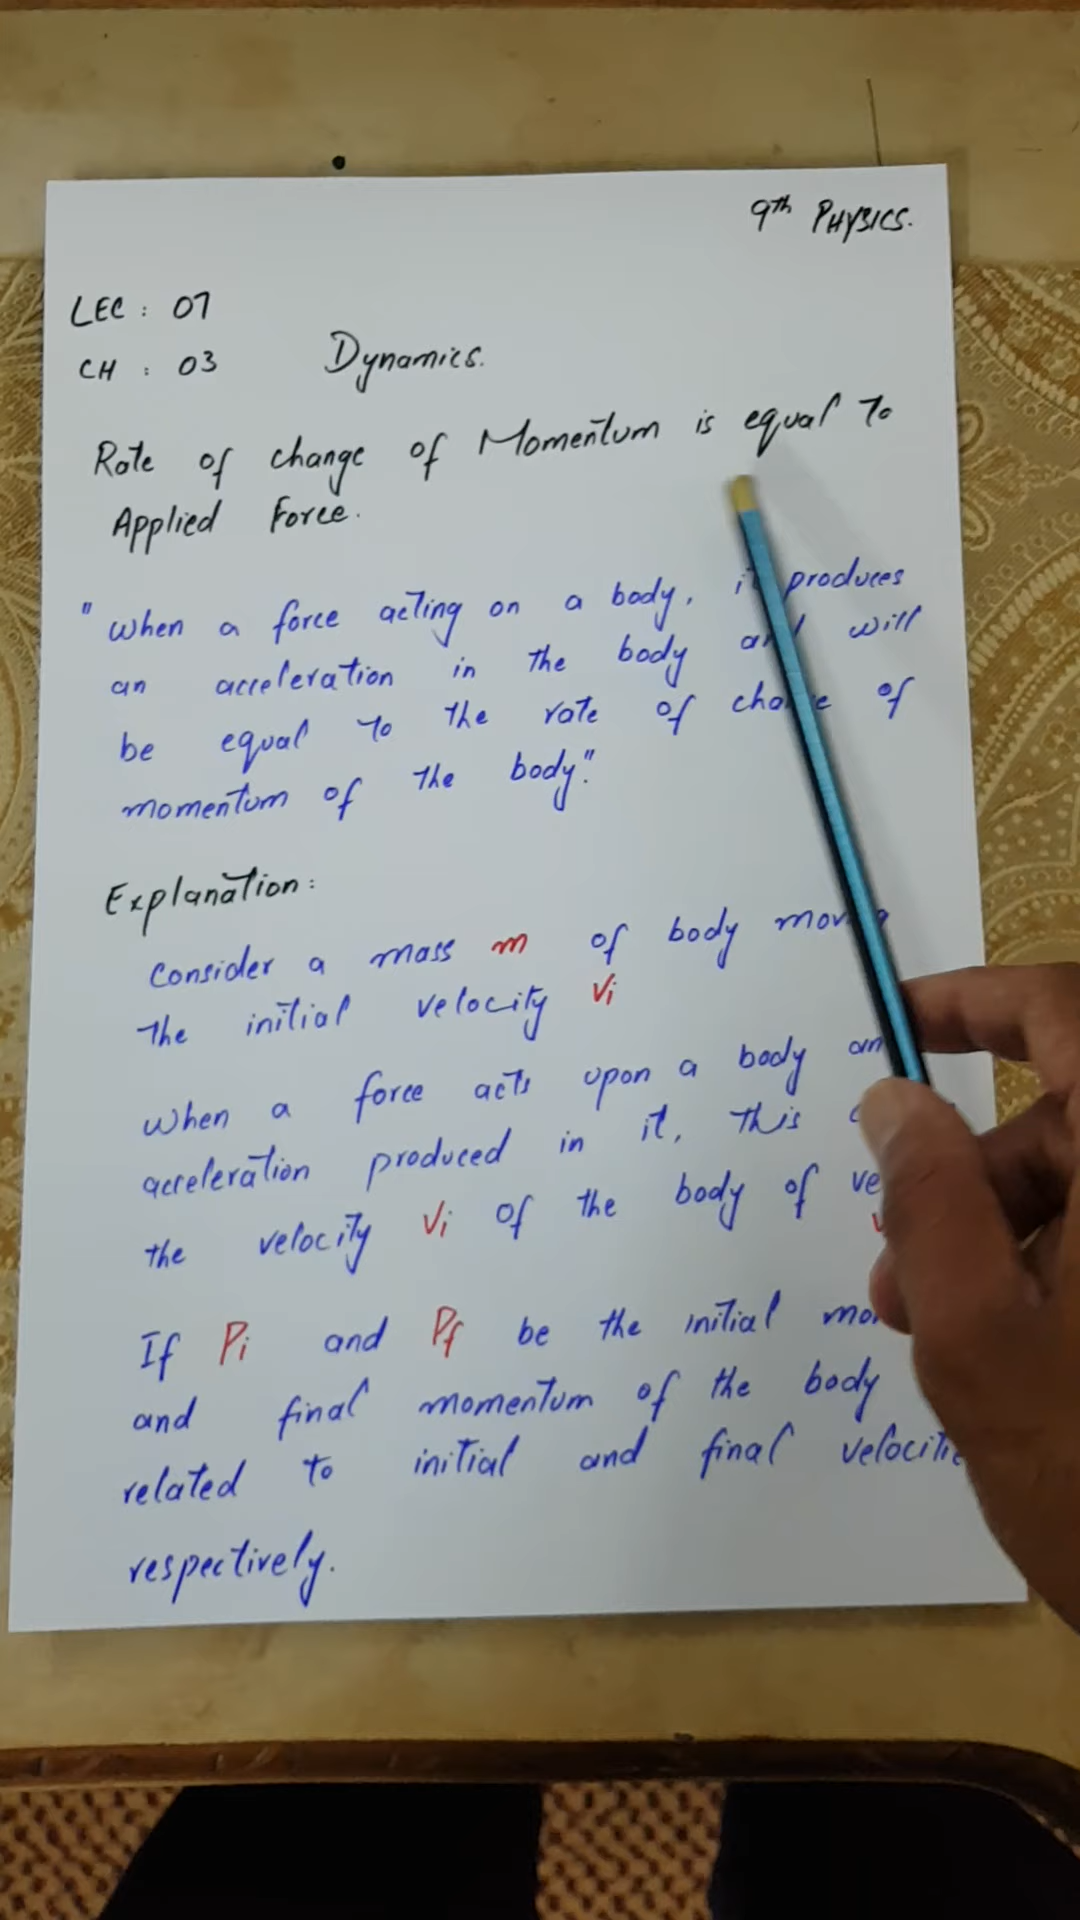 9th PHYSICS.
LEC : 07
CH : 03 Dynamics.
Rate of change of Momentum is equal To
Applied Force.
"When a force acting on a body, it produces
an acceleration in the body and will
be equal to the rate of change of
momentum of the body."
Explanation:
Consider a mass m of body
the initial velocity Vi
When a force acts upon a body
acceleration produced in it. This
the velocity Vi of the body of
If Pi and Pf be the initial
and final momentum of the body
related to initial and final
respectively.